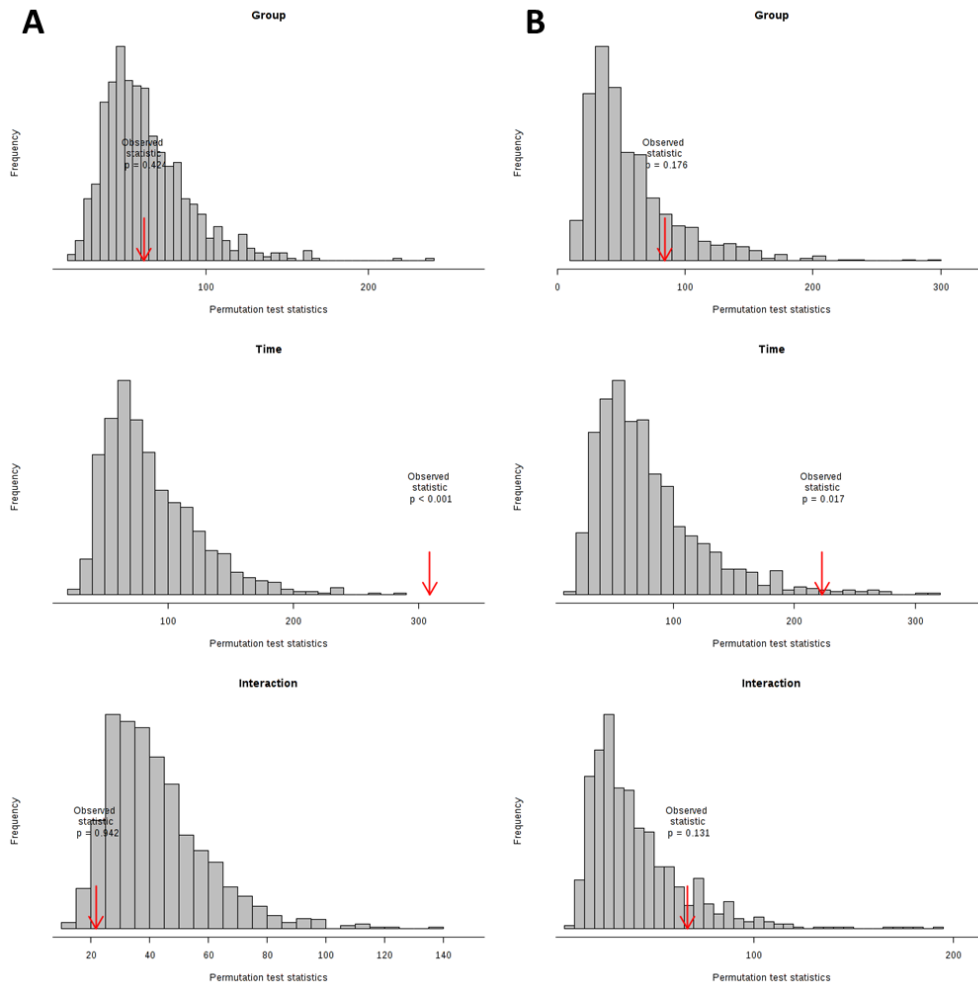 A
Group
Frequency
Observed
statistic
p = 0.424
100
200
Permutation test statistics
Time
Frequency
Observed
statistic
p < 0.001
100
200
300
Permutation test statistics
Interaction
Frequency
Observed
statistic
p = 0.942
20
40
60
80
100
120
140
Permutation test statistics
B
Group
Frequency
Observed
statistic
p = 0.176
0
100
200
300
Permutation test statistics
Time
Frequency
Observed
statistic
p = 0.017
100
200
300
Permutation test statistics
Interaction
Frequency
Observed
statistic
p = 0.131
100
200
Permutation test statistics